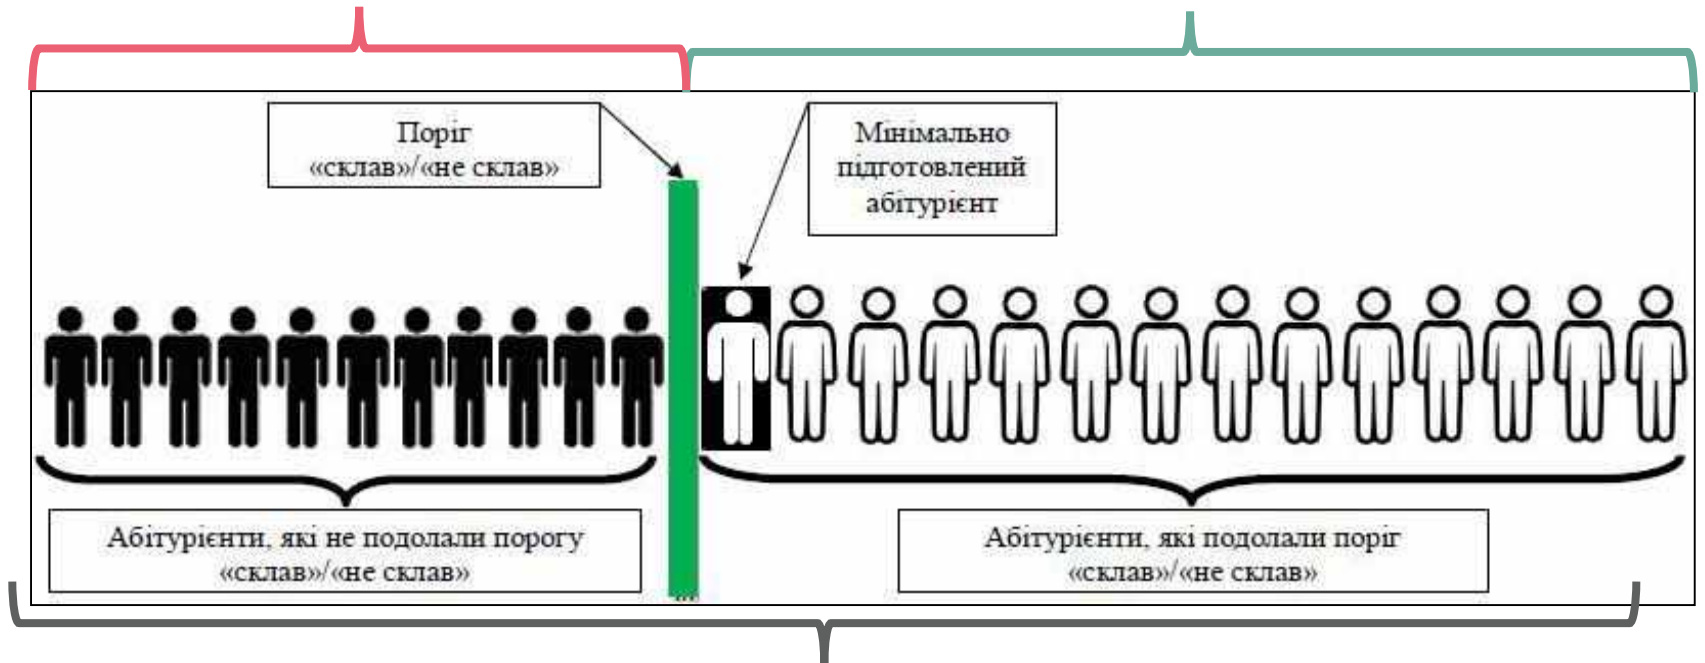 Поріг
«склав»/«не склав»
Мінімально
підготовлений
абітурієнт
Абітурієнти, які не подолали порогу
«склав»/«не склав»
Абітурієнти, які подолали поріг
«склав»/«не склав»